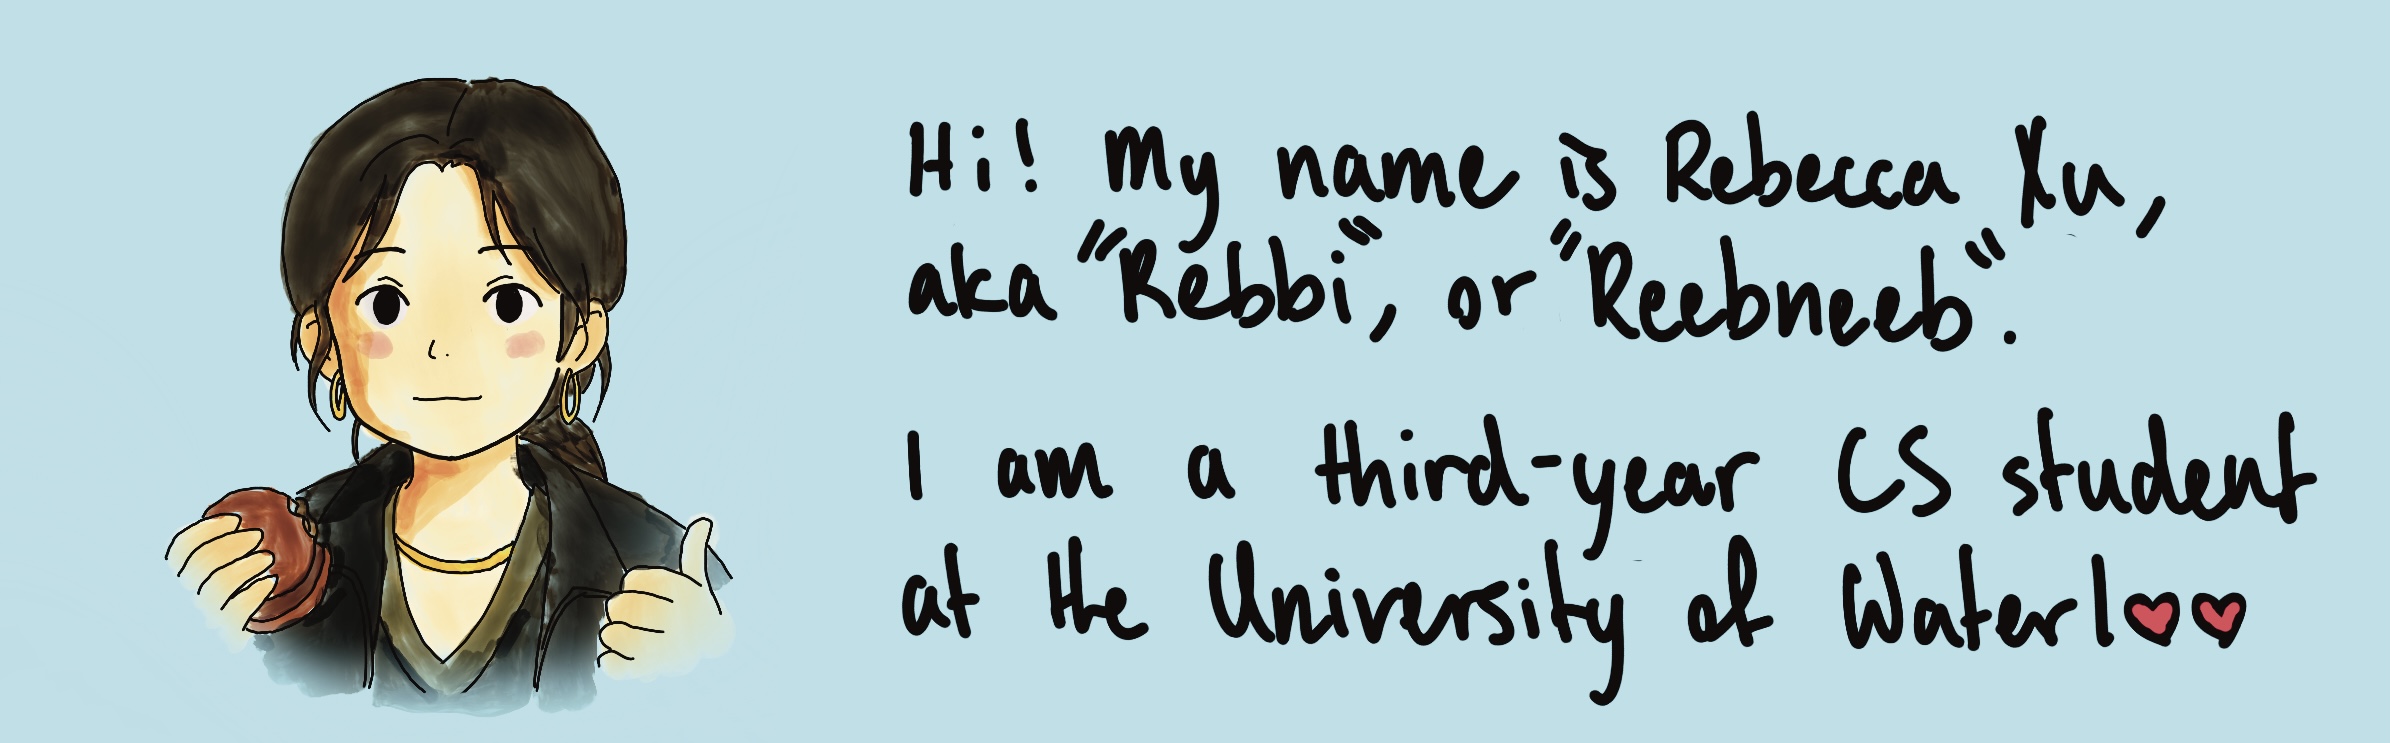 Hi! My name is Rebecca Xu,
aka "Rebbi", or "Reebneeb".
I am a third-year CS student
at the University of Waterl♥♥